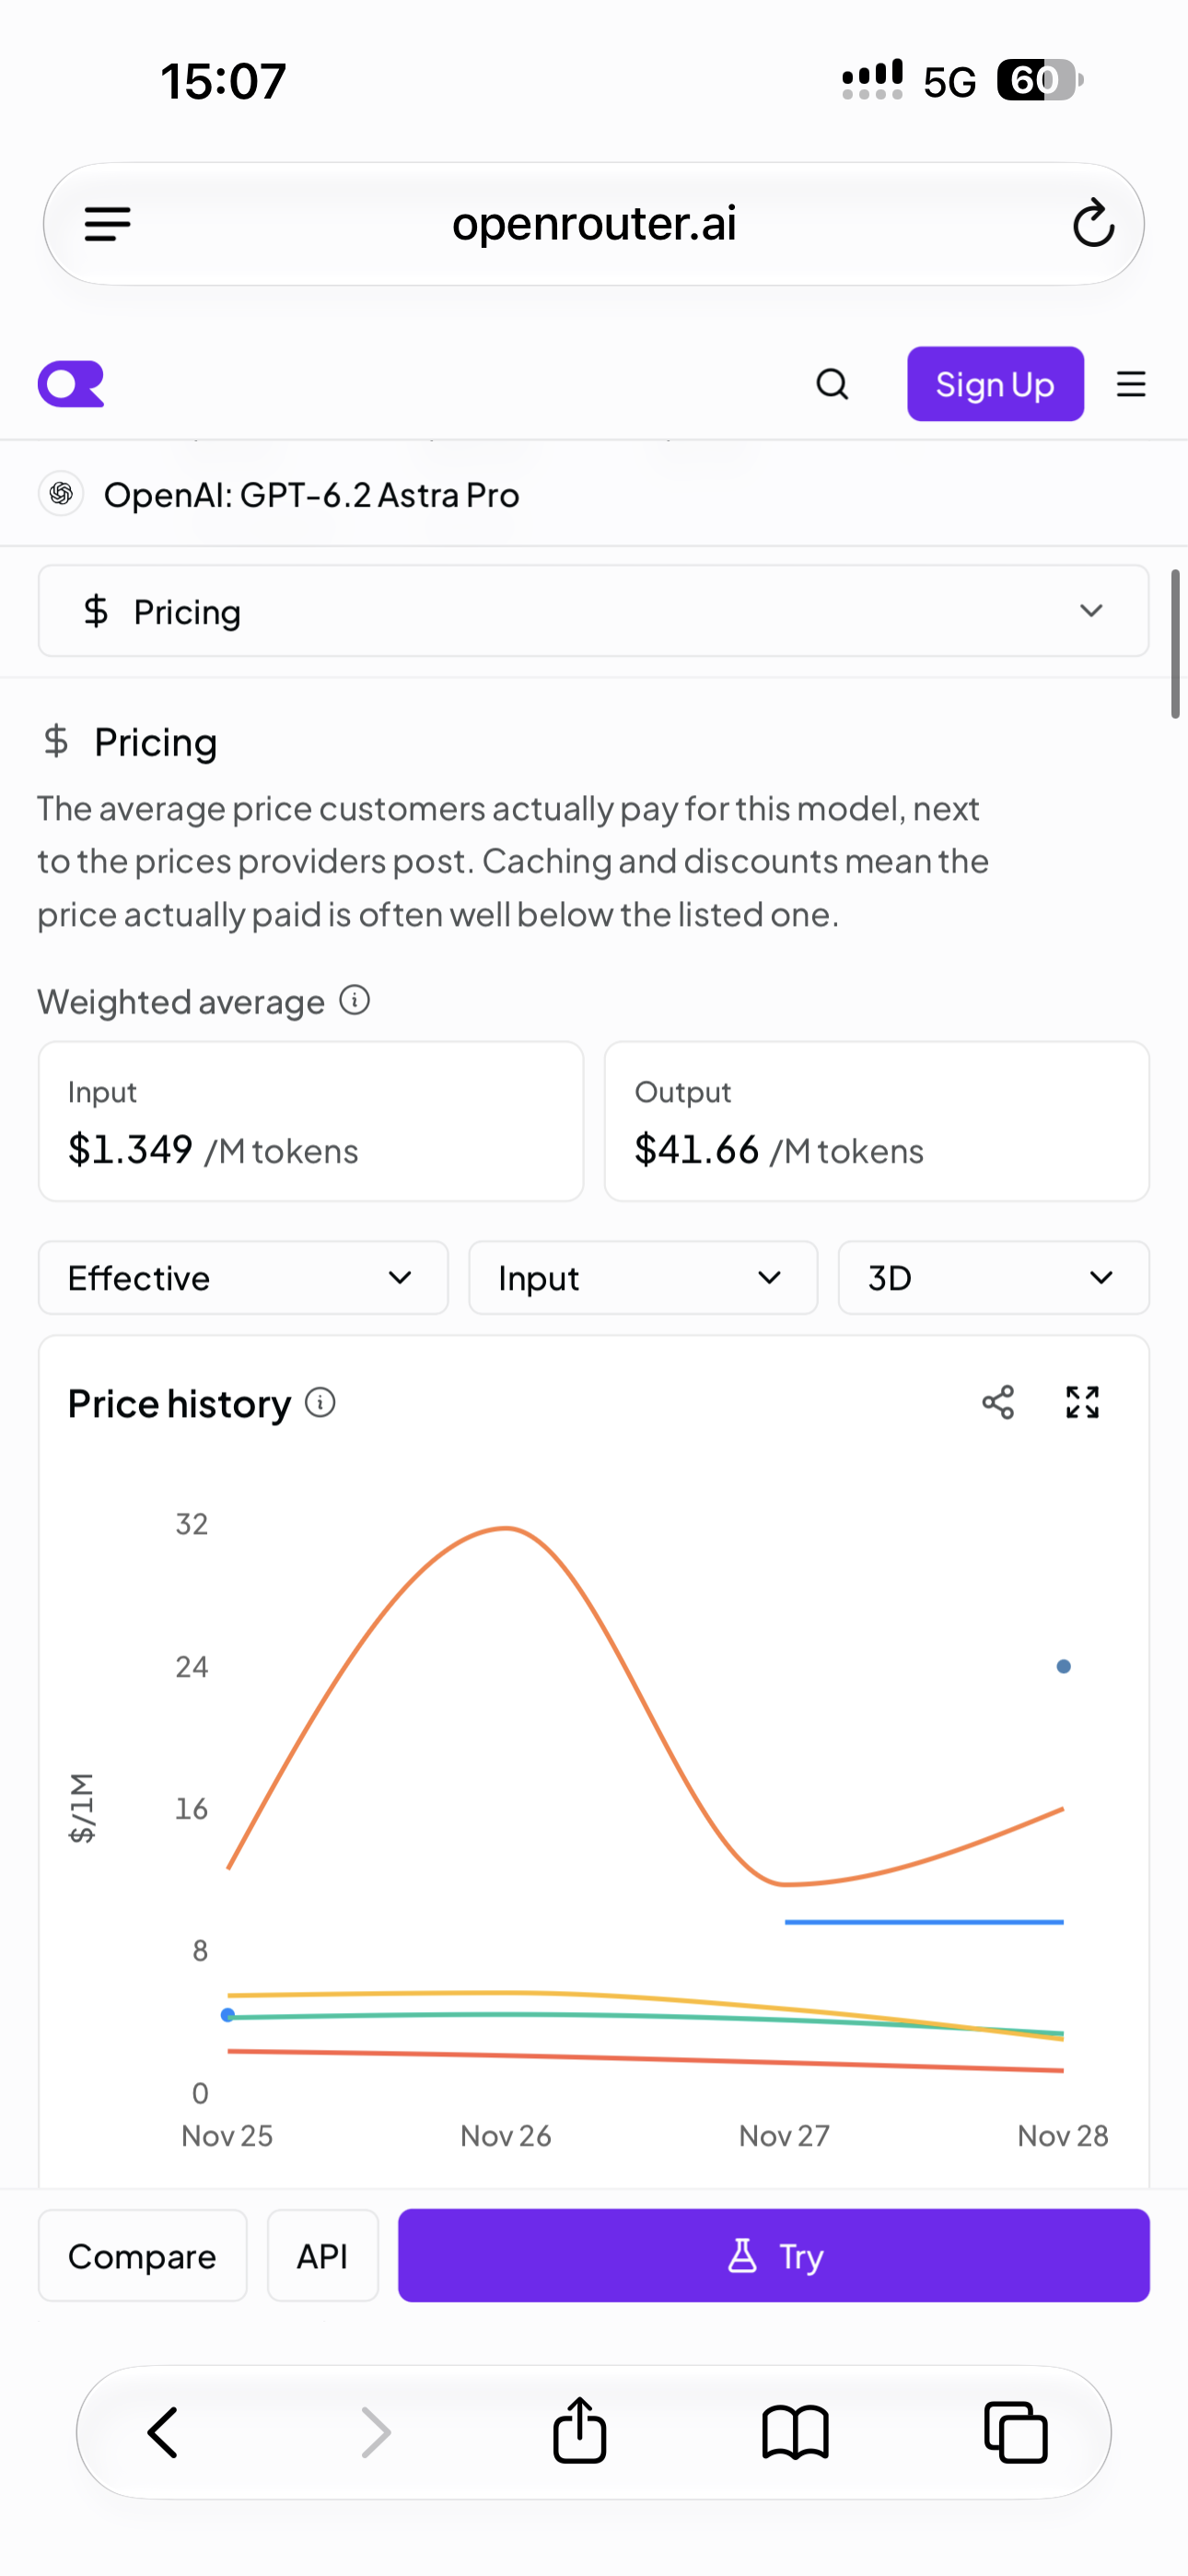 15:07
5G
60
openrouter.ai
Sign Up
OpenAI: GPT-6.2 Astra Pro
$ Pricing
$ Pricing
The average price customers actually pay for this model, next
to the prices providers post. Caching and discounts mean the
price actually paid is often well below the listed one.
Weighted average
Input
$1.349 /M tokens
Output
$41.66 /M tokens
Effective
Input
3D
Price history
$/1M
32
24
16
8
0
Nov 25
Nov 26
Nov 27
Nov 28
Compare
API
Try